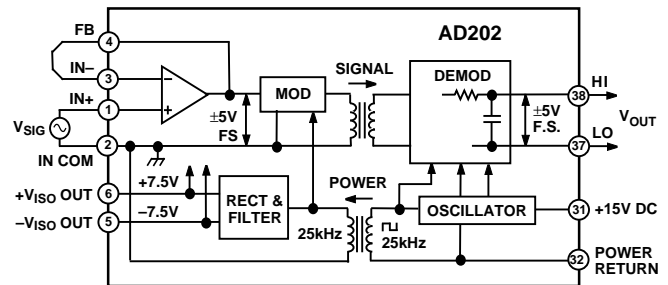 AD202
FB
4
IN–
3
IN+
1
VSIG
2
IN COM
±5V
FS
MOD
SIGNAL
DEMOD
HI
38
±5V
F.S.
VOUT
LO
37
+VISO OUT
6
+7.5V
–VISO OUT
5
–7.5V
RECT &
FILTER
POWER
25kHz
25kHz
OSCILLATOR
31
+15V DC
32
POWER
RETURN